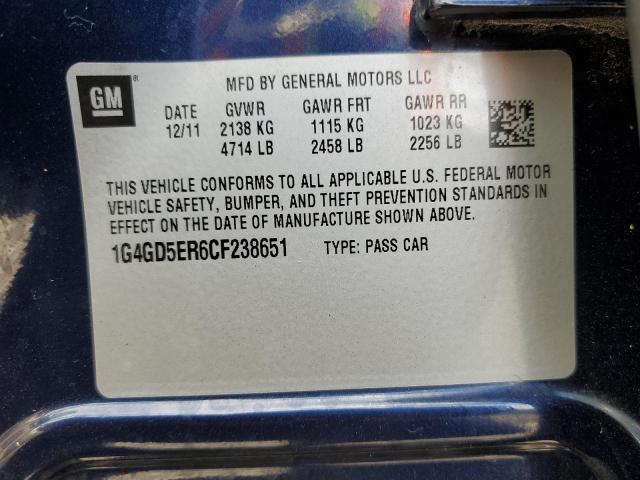 GM
MFD BY GENERAL MOTORS LLC
DATE GVWR GAWR FRT GAWR RR
12/11 2138 KG 1115 KG 1023 KG
4714 LB 2458 LB 2256 LB
THIS VEHICLE CONFORMS TO ALL APPLICABLE U.S. FEDERAL MOTOR
VEHICLE SAFETY, BUMPER, AND THEFT PREVENTION STANDARDS IN
EFFECT ON THE DATE OF MANUFACTURE SHOWN ABOVE.
1G4GD5ER6CF238651 TYPE: PASS CAR